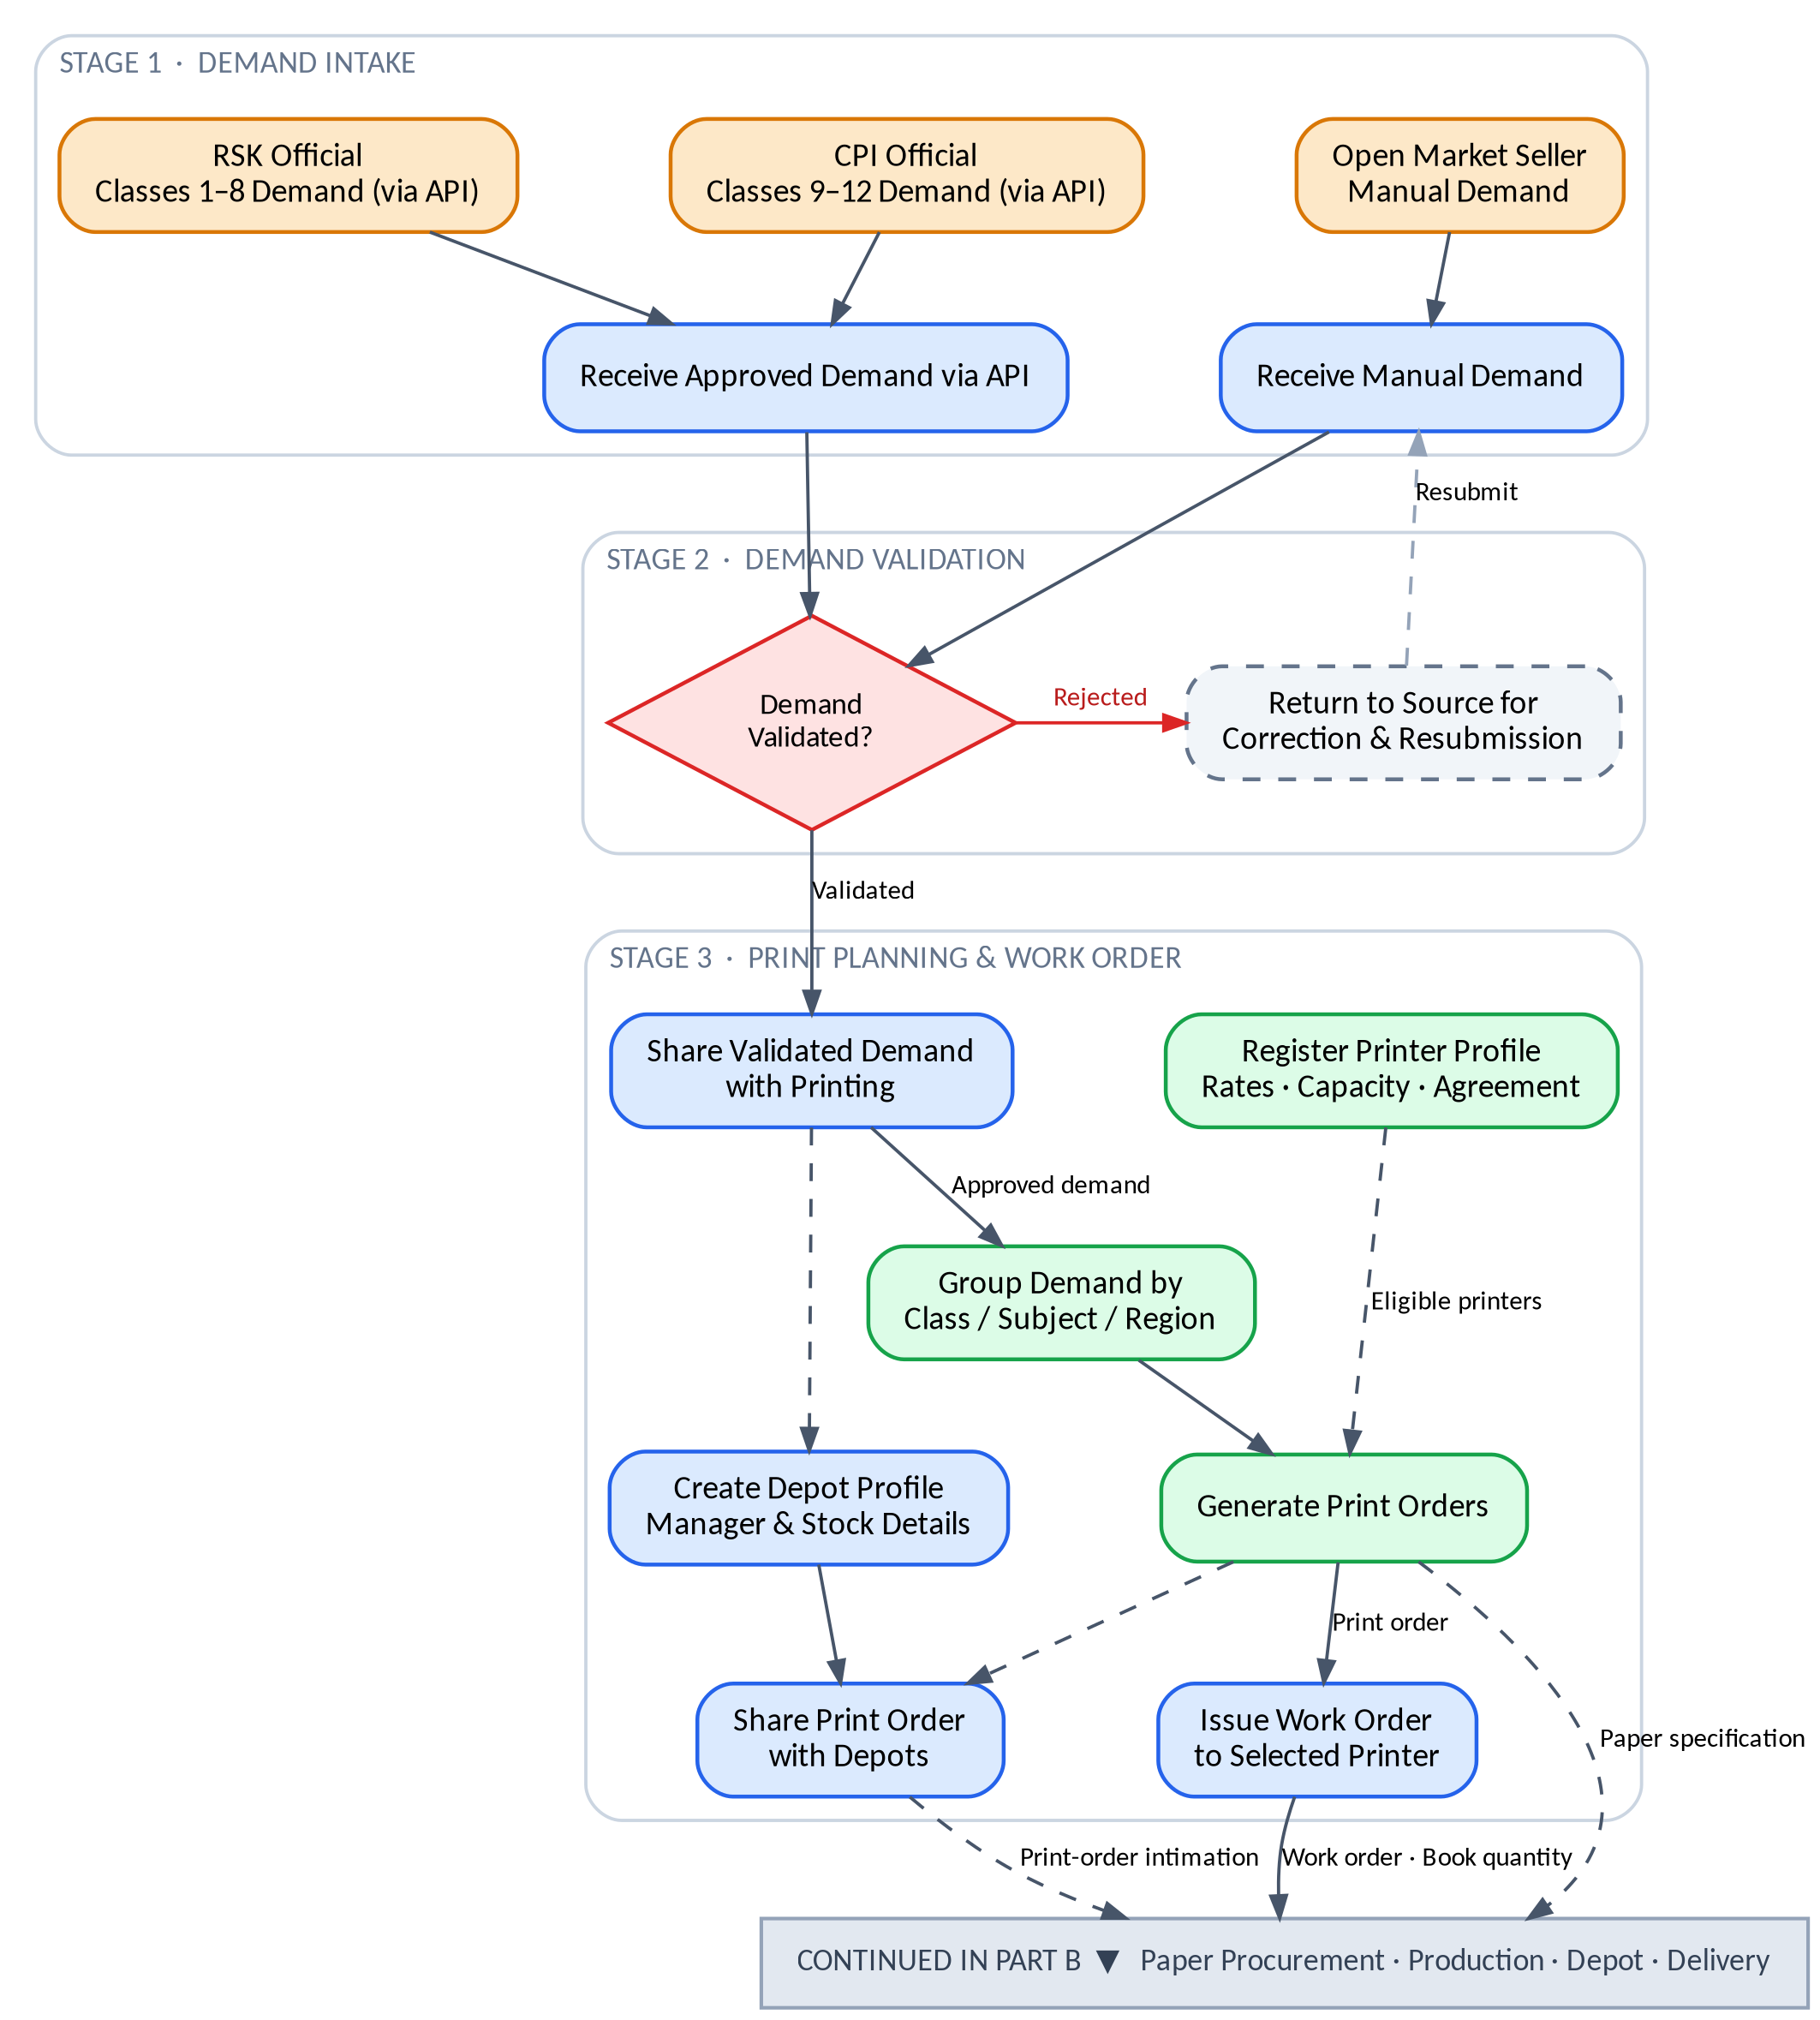 STAGE 1 · DEMAND INTAKE
RSK Official
Classes 1–8 Demand (via API)
CPI Official
Classes 9–12 Demand (via API)
Open Market Seller
Manual Demand
Receive Approved Demand via API
Receive Manual Demand
Resubmit
STAGE 2 · DEMAND VALIDATION
Demand
Validated?
Rejected
Return to Source for
Correction & Resubmission
Validated
STAGE 3 · PRINT PLANNING & WORK ORDER
Share Validated Demand
with Printing
Register Printer Profile
Rates · Capacity · Agreement
Approved demand
Group Demand by
Class / Subject / Region
Eligible printers
Create Depot Profile
Manager & Stock Details
Generate Print Orders
Print order
Share Print Order
with Depots
Issue Work Order
to Selected Printer
Paper specification
Print-order intimation
Work order · Book quantity
CONTINUED IN PART B ▼ Paper Procurement · Production · Depot · Delivery